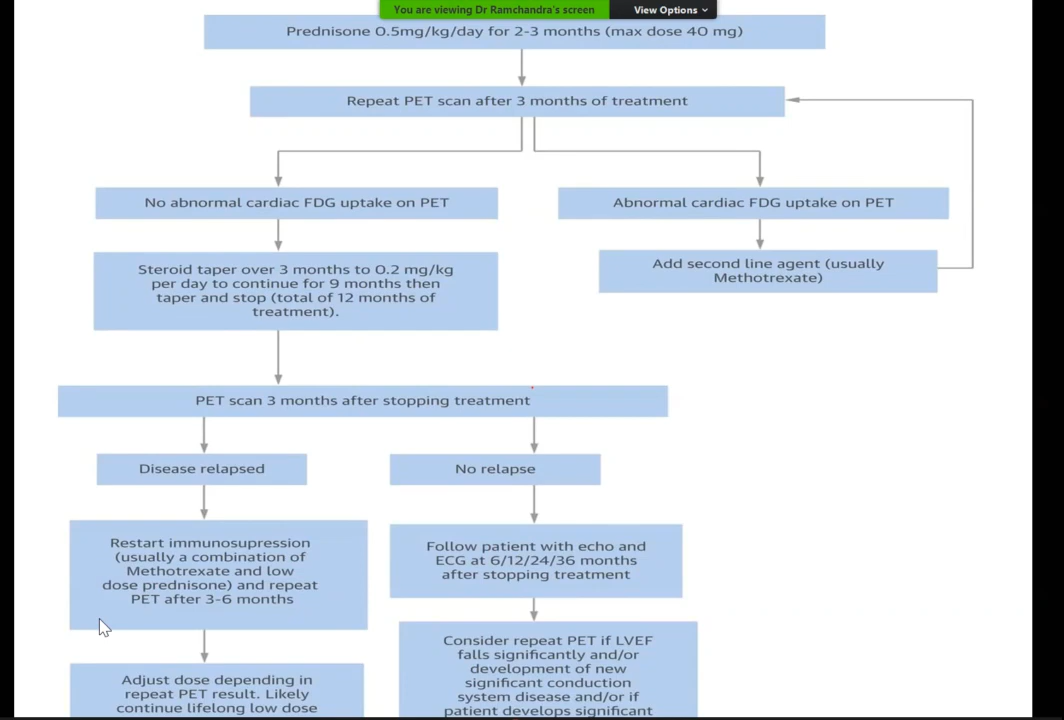 You are viewing Dr Ramchandra's screen
View Options
Prednisone 0.5mg/kg/day for 2-3 months (max dose 40 mg)
Repeat PET scan after 3 months of treatment
No abnormal cardiac FDG uptake on PET
Abnormal cardiac FDG uptake on PET
Steroid taper over 3 months to 0.2 mg/kg
per day to continue for 9 months then
taper and stop (total of 12 months of
treatment).
Add second line agent (usually
Methotrexate)
PET scan 3 months after stopping treatment
Disease relapsed
No relapse
Restart immunosupression
(usually a combination of
Methotrexate and low
dose prednisone) and repeat
PET after 3-6 months
Follow patient with echo and
ECG at 6/12/24/36 months
after stopping treatment
Adjust dose depending in
repeat PET result. Likely
continue lifelong low dose
Consider repeat PET if LVEF
falls significantly and/or
development of new
significant conduction
system disease and/or if
patient develops significant